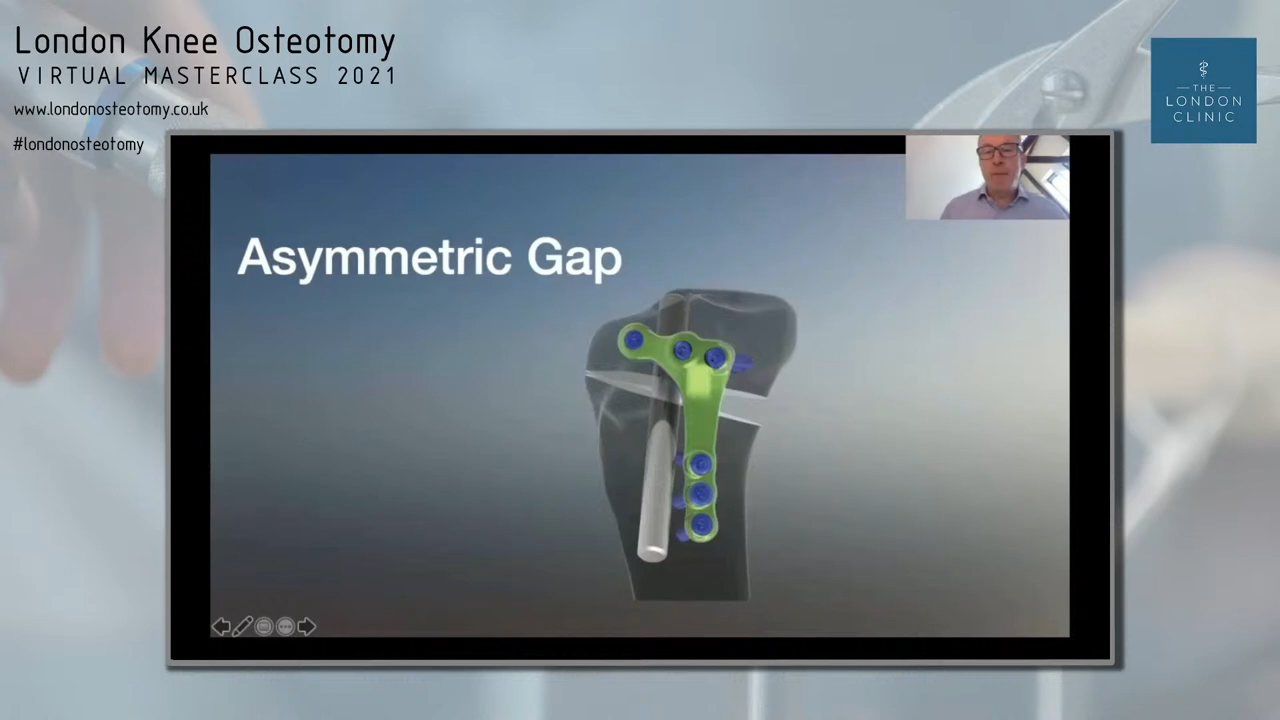 London Knee Osteotomy
VIRTUAL MASTERCLASS 2021
www.londonosteotomy.co.uk
#londonosteotomy
THE
LONDON
CLINIC
Asymmetric Gap